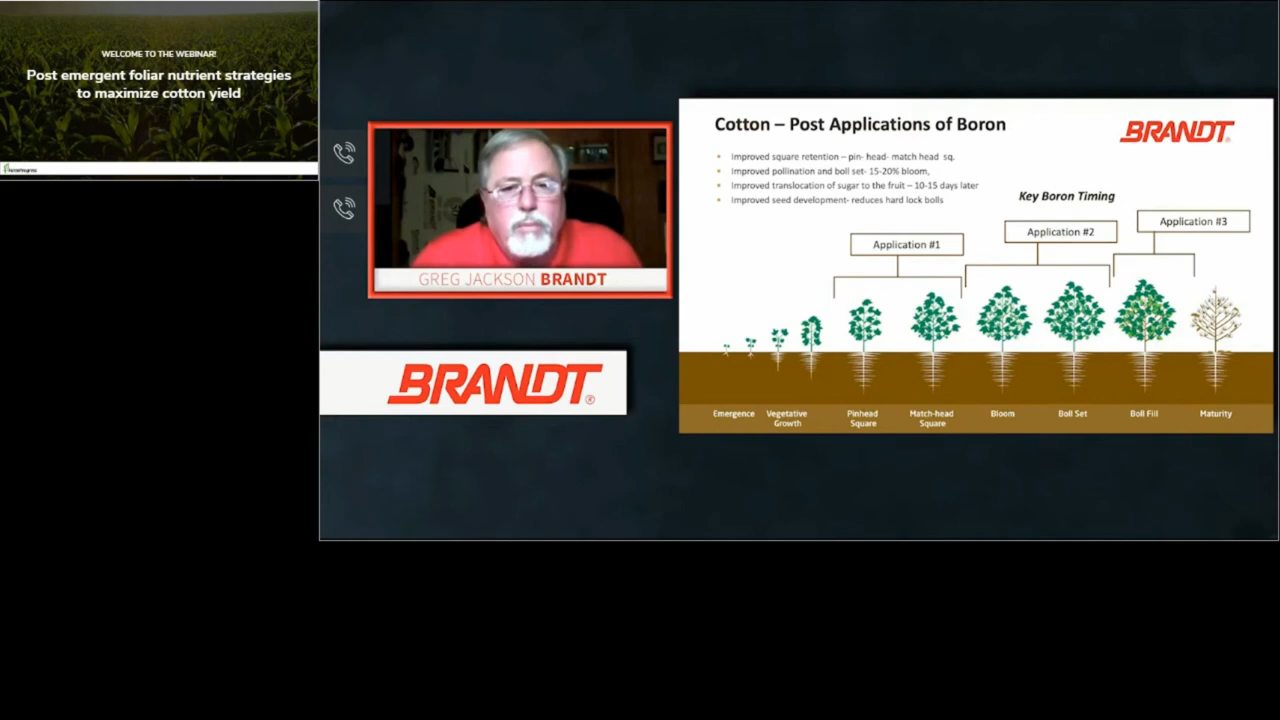 WELCOME TO THE WEBINAR!
Post emergent foliar nutrient strategies
to maximize cotton yield
GREG JACKSON BRANDT
BRANDT®
Cotton – Post Applications of Boron
BRANDT®
Improved square retention – pin- head- match head sq.
Improved pollination and boll set- 15-20% bloom,
Improved translocation of sugar to the fruit – 10-15 days later
Improved seed development- reduces hard lock bolls
Key Boron Timing
Application #1
Application #2
Application #3
Emergence
Vegetative
Growth
Pinhead
Square
Match-head
Square
Bloom
Boll Set
Boll Fill
Maturity